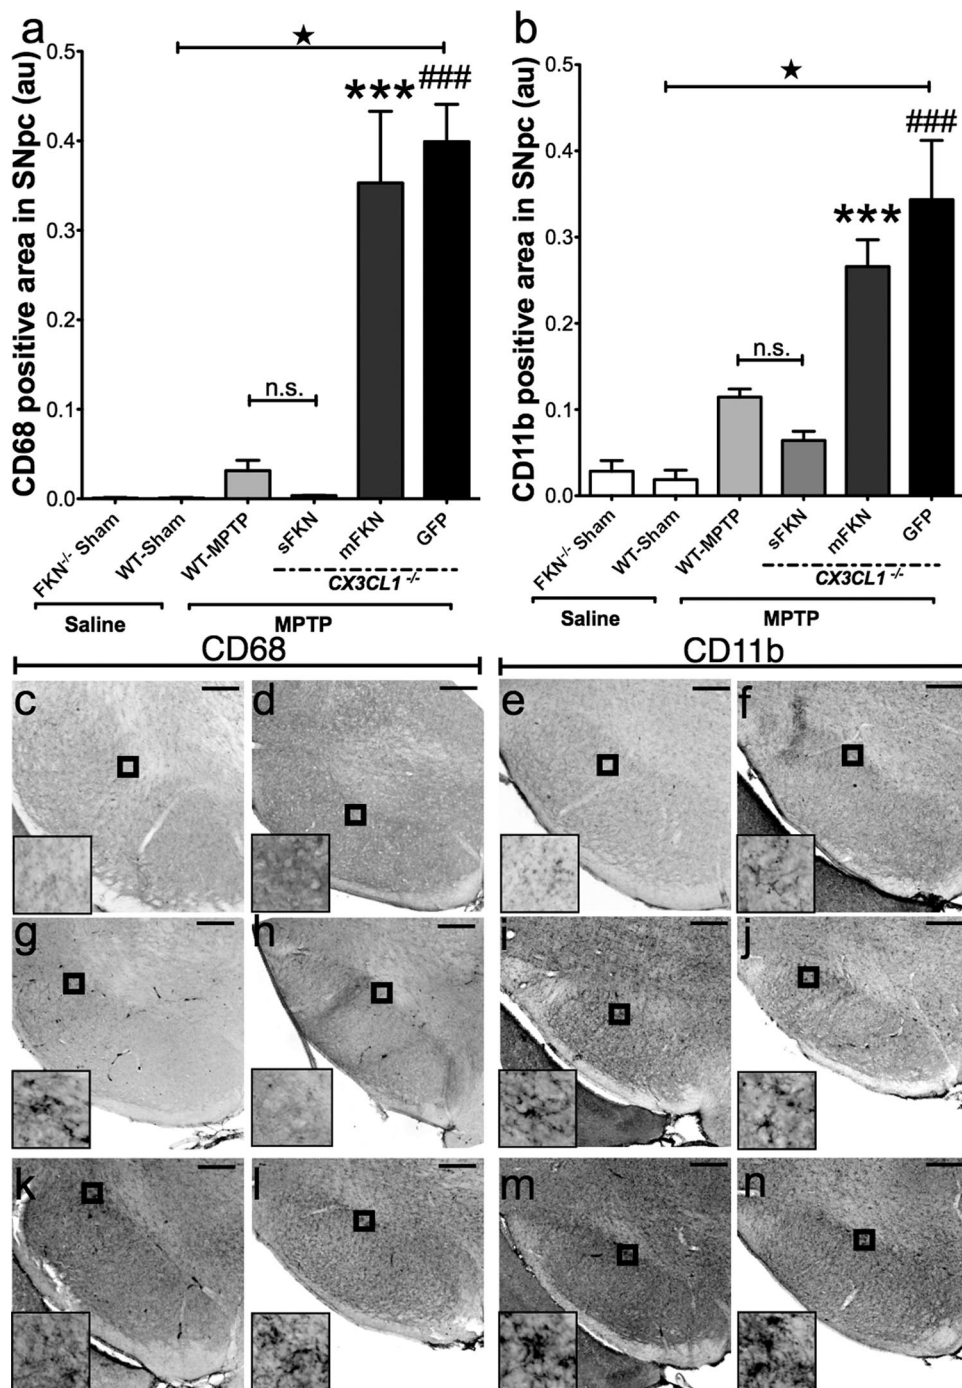 a
★
***
###
0.5
0.4
0.3
0.2
0.1
0.0
CD68 positive area in SNpc (au)
n.s.
FKN-/- Sham
WT-Sham
WT-MPTP
sFKN
mFKN
GFP
CX3CL1 -/-
Saline
MPTP
b
★
***
###
0.5
0.4
0.3
0.2
0.1
0.0
CD11b positive area in SNpc (au)
n.s.
FKN-/- Sham
WT-Sham
WT-MPTP
sFKN
mFKN
GFP
CX3CL1 -/-
Saline
MPTP
CD68
CD11b
c
d
e
f
g
h
i
j
k
l
m
n